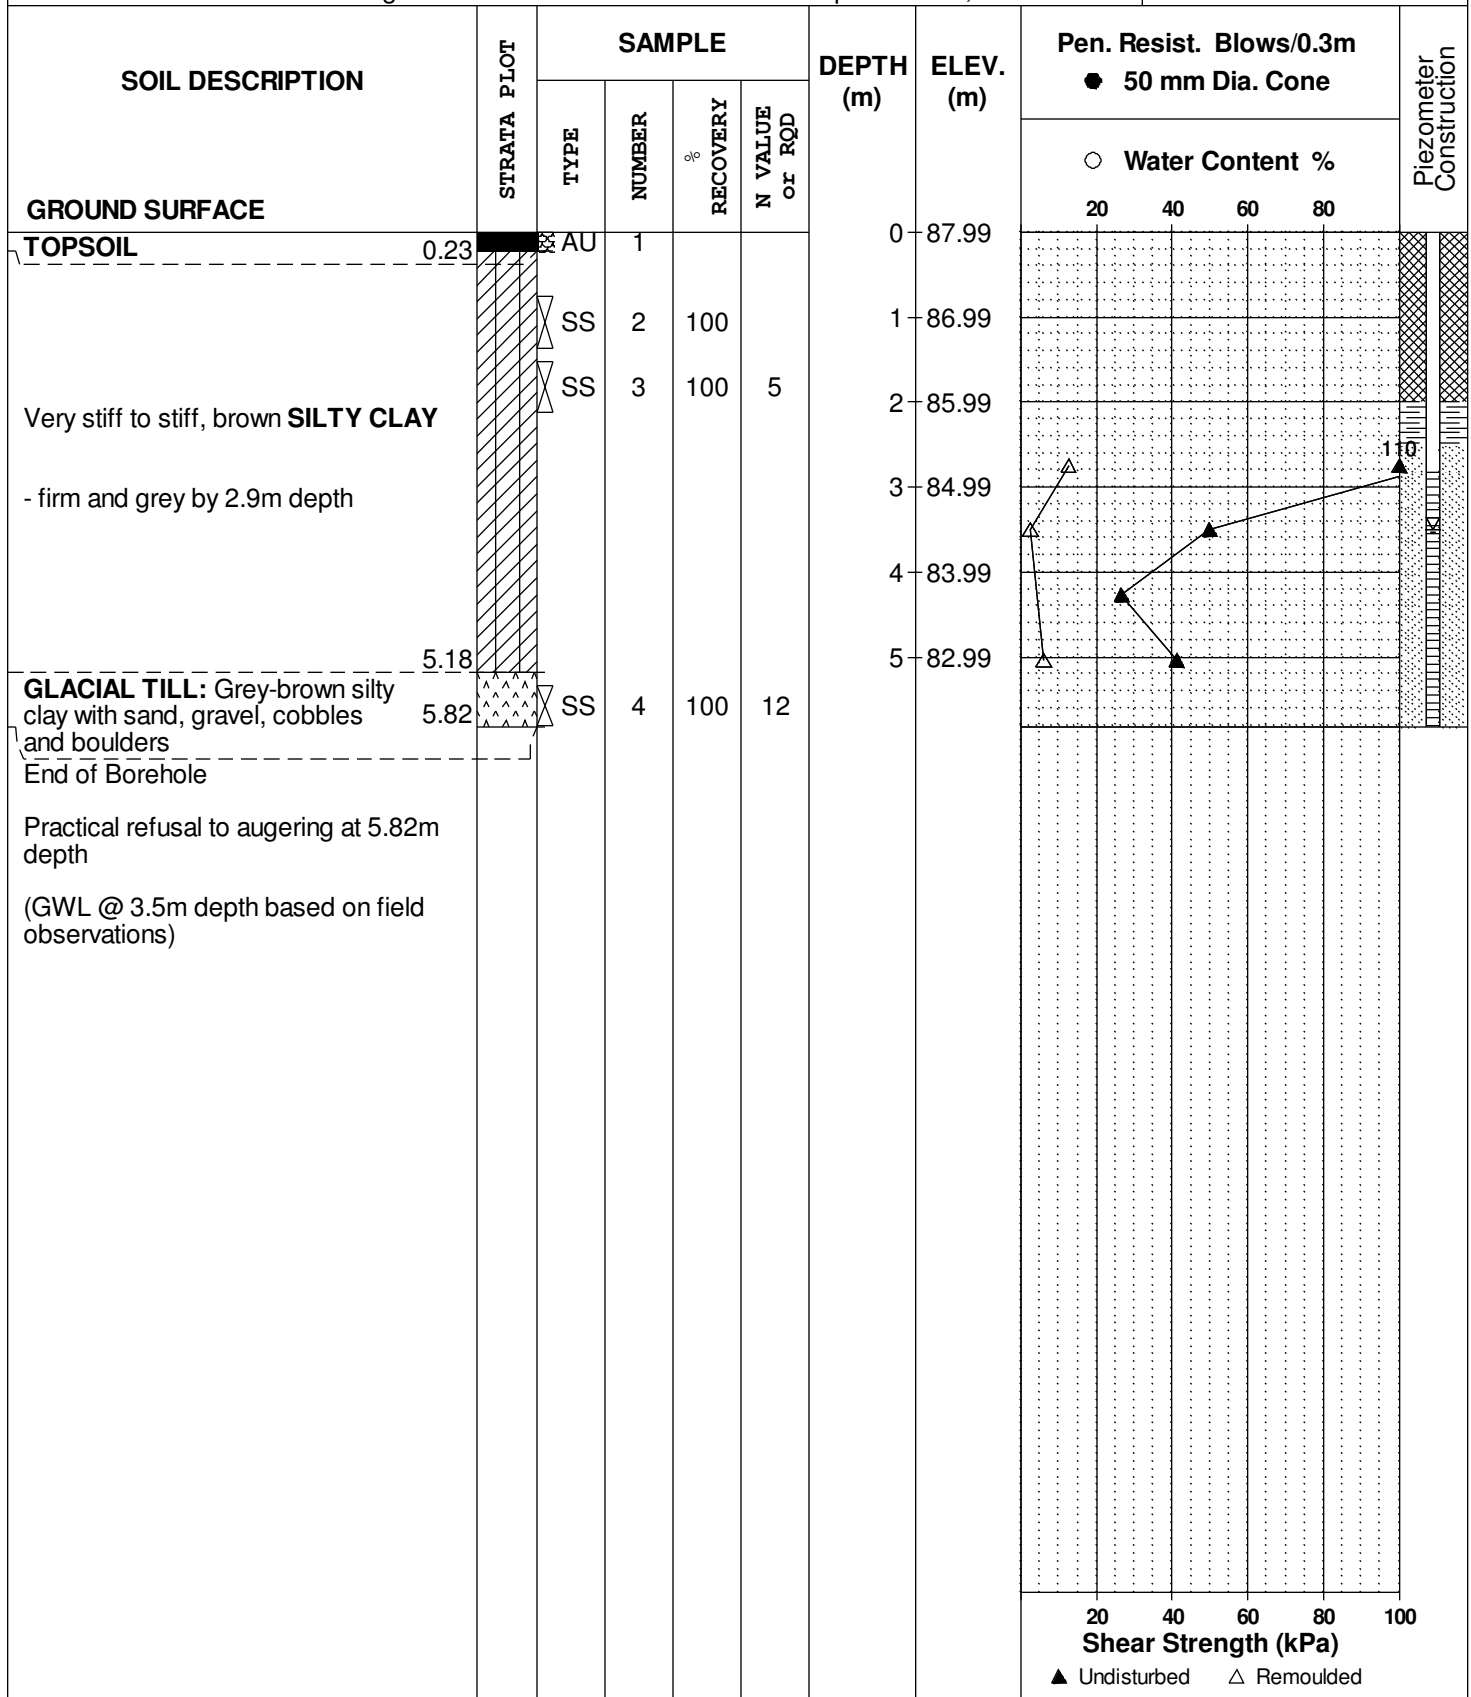 SOIL DESCRIPTION
GROUND SURFACE
STRATA PLOT
SAMPLE
TYPE
NUMBER
% RECOVERY
N VALUE or RQD
DEPTH (m)
ELEV. (m)
Pen. Resist. Blows/0.3m
● 50 mm Dia. Cone
○ Water Content %
20 40 60 80
Piezometer Construction
TOPSOIL 0.23
AU 1
0 87.99
SS 2 100
1 86.99
SS 3 100 5
2 85.99
Very stiff to stiff, brown SILTY CLAY
110
- firm and grey by 2.9m depth
3 84.99
4 83.99
5.18
5 82.99
GLACIAL TILL: Grey-brown silty
clay with sand, gravel, cobbles
and boulders
5.82
SS 4 100 12
End of Borehole
Practical refusal to augering at 5.82m
depth
(GWL @ 3.5m depth based on field
observations)
20 40 60 80 100
Shear Strength (kPa)
▲ Undisturbed △ Remoulded